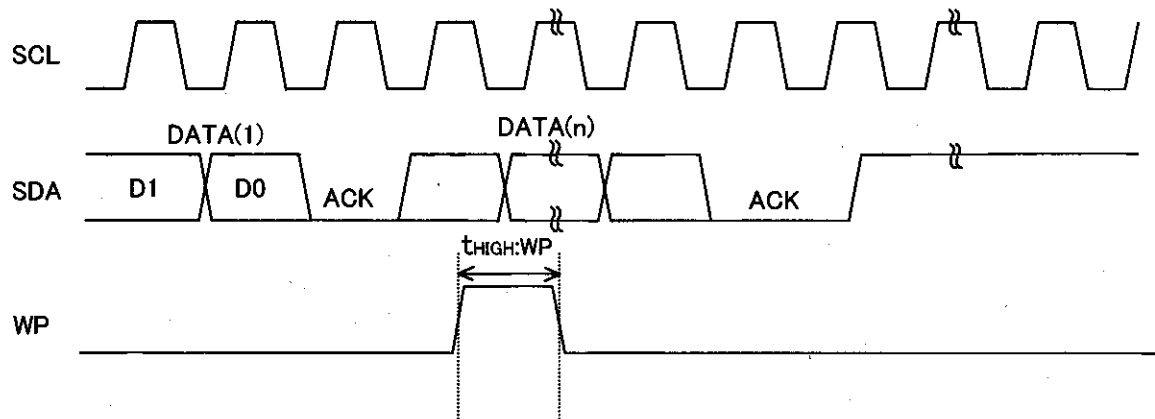 SCL
DATA(1)
DATA(n)
SDA
D1
D0
ACK
ACK
tHIGH:WP
WP